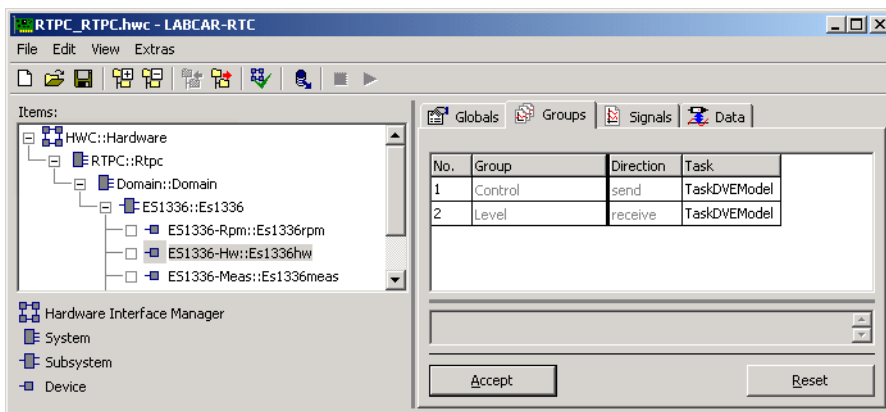 RTPC_RTPC.hwc - LABCAR-RTC
File Edit View Extras
Items:
HWC::Hardware
RTPC::Rtpc
Domain::Domain
ES1336::Es1336
ES1336-Rpm::Es1336rpm
ES1336-Hw::Es1336hw
ES1336-Meas::Es1336meas
Hardware Interface Manager
System
Subsystem
Device
Globals Groups Signals Data
No. Group Direction Task
1 Control send TaskDVEModel
2 Level receive TaskDVEModel
Accept Reset